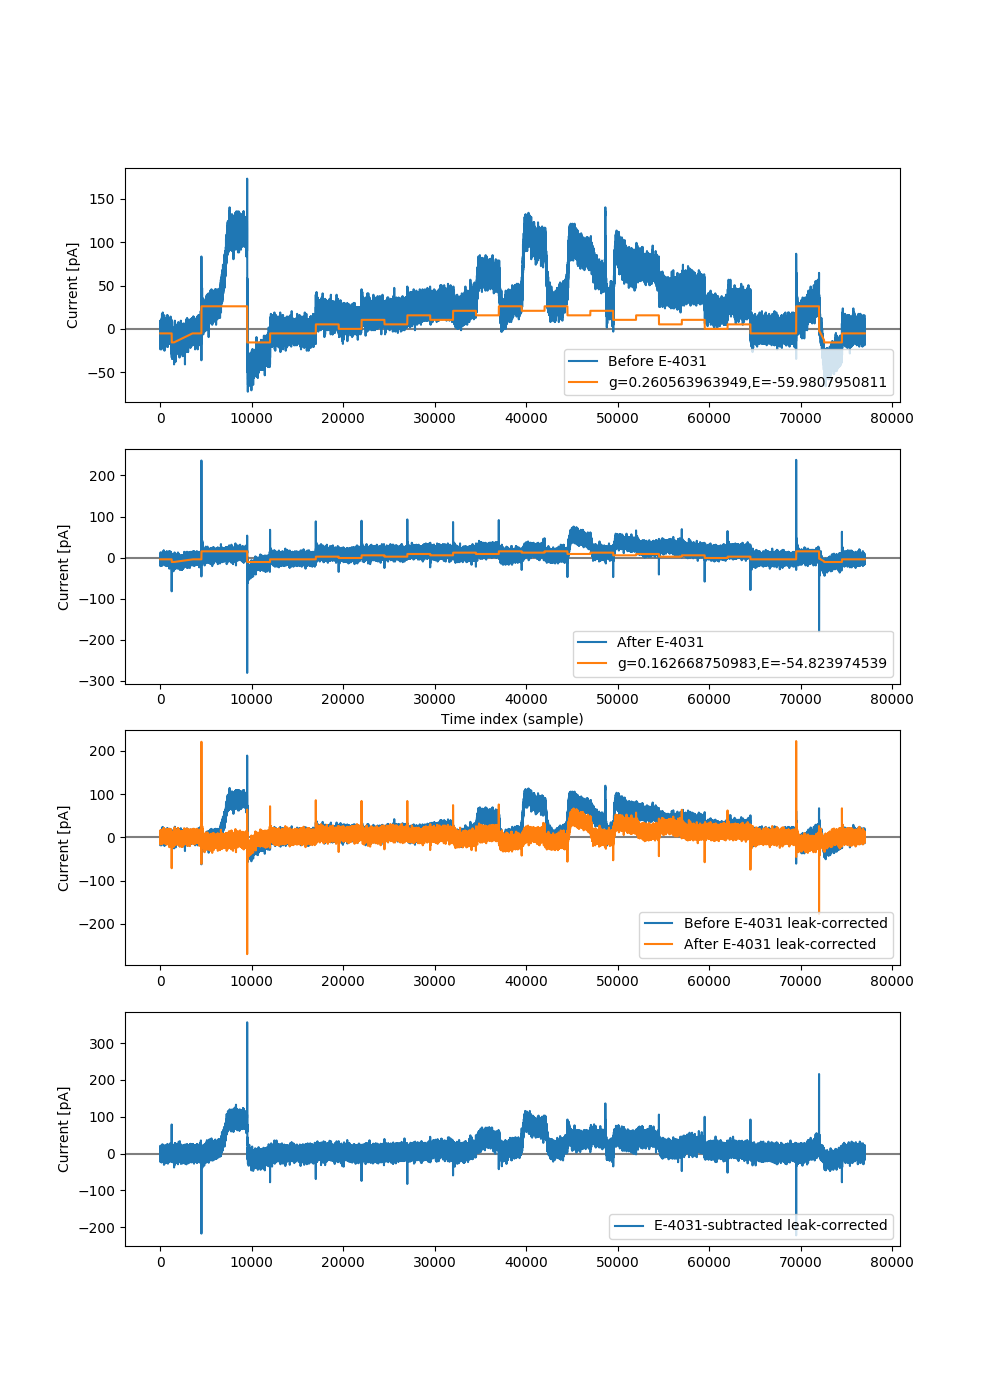 150
100
50
0
−50
Current [pA]
Before E-4031
g=0.260563963949,E=-59.9807950811
0 10000 20000 30000 40000 50000 60000 70000 80000
200
100
0
−100
−200
−300
Current [pA]
After E-4031
g=0.162668750983,E=-54.823974539
0 10000 20000 30000 40000 50000 60000 70000 80000
Time index (sample)
200
100
0
−100
−200
Current [pA]
Before E-4031 leak-corrected
After E-4031 leak-corrected
0 10000 20000 30000 40000 50000 60000 70000 80000
300
200
100
0
−100
−200
Current [pA]
E-4031-subtracted leak-corrected
0 10000 20000 30000 40000 50000 60000 70000 80000